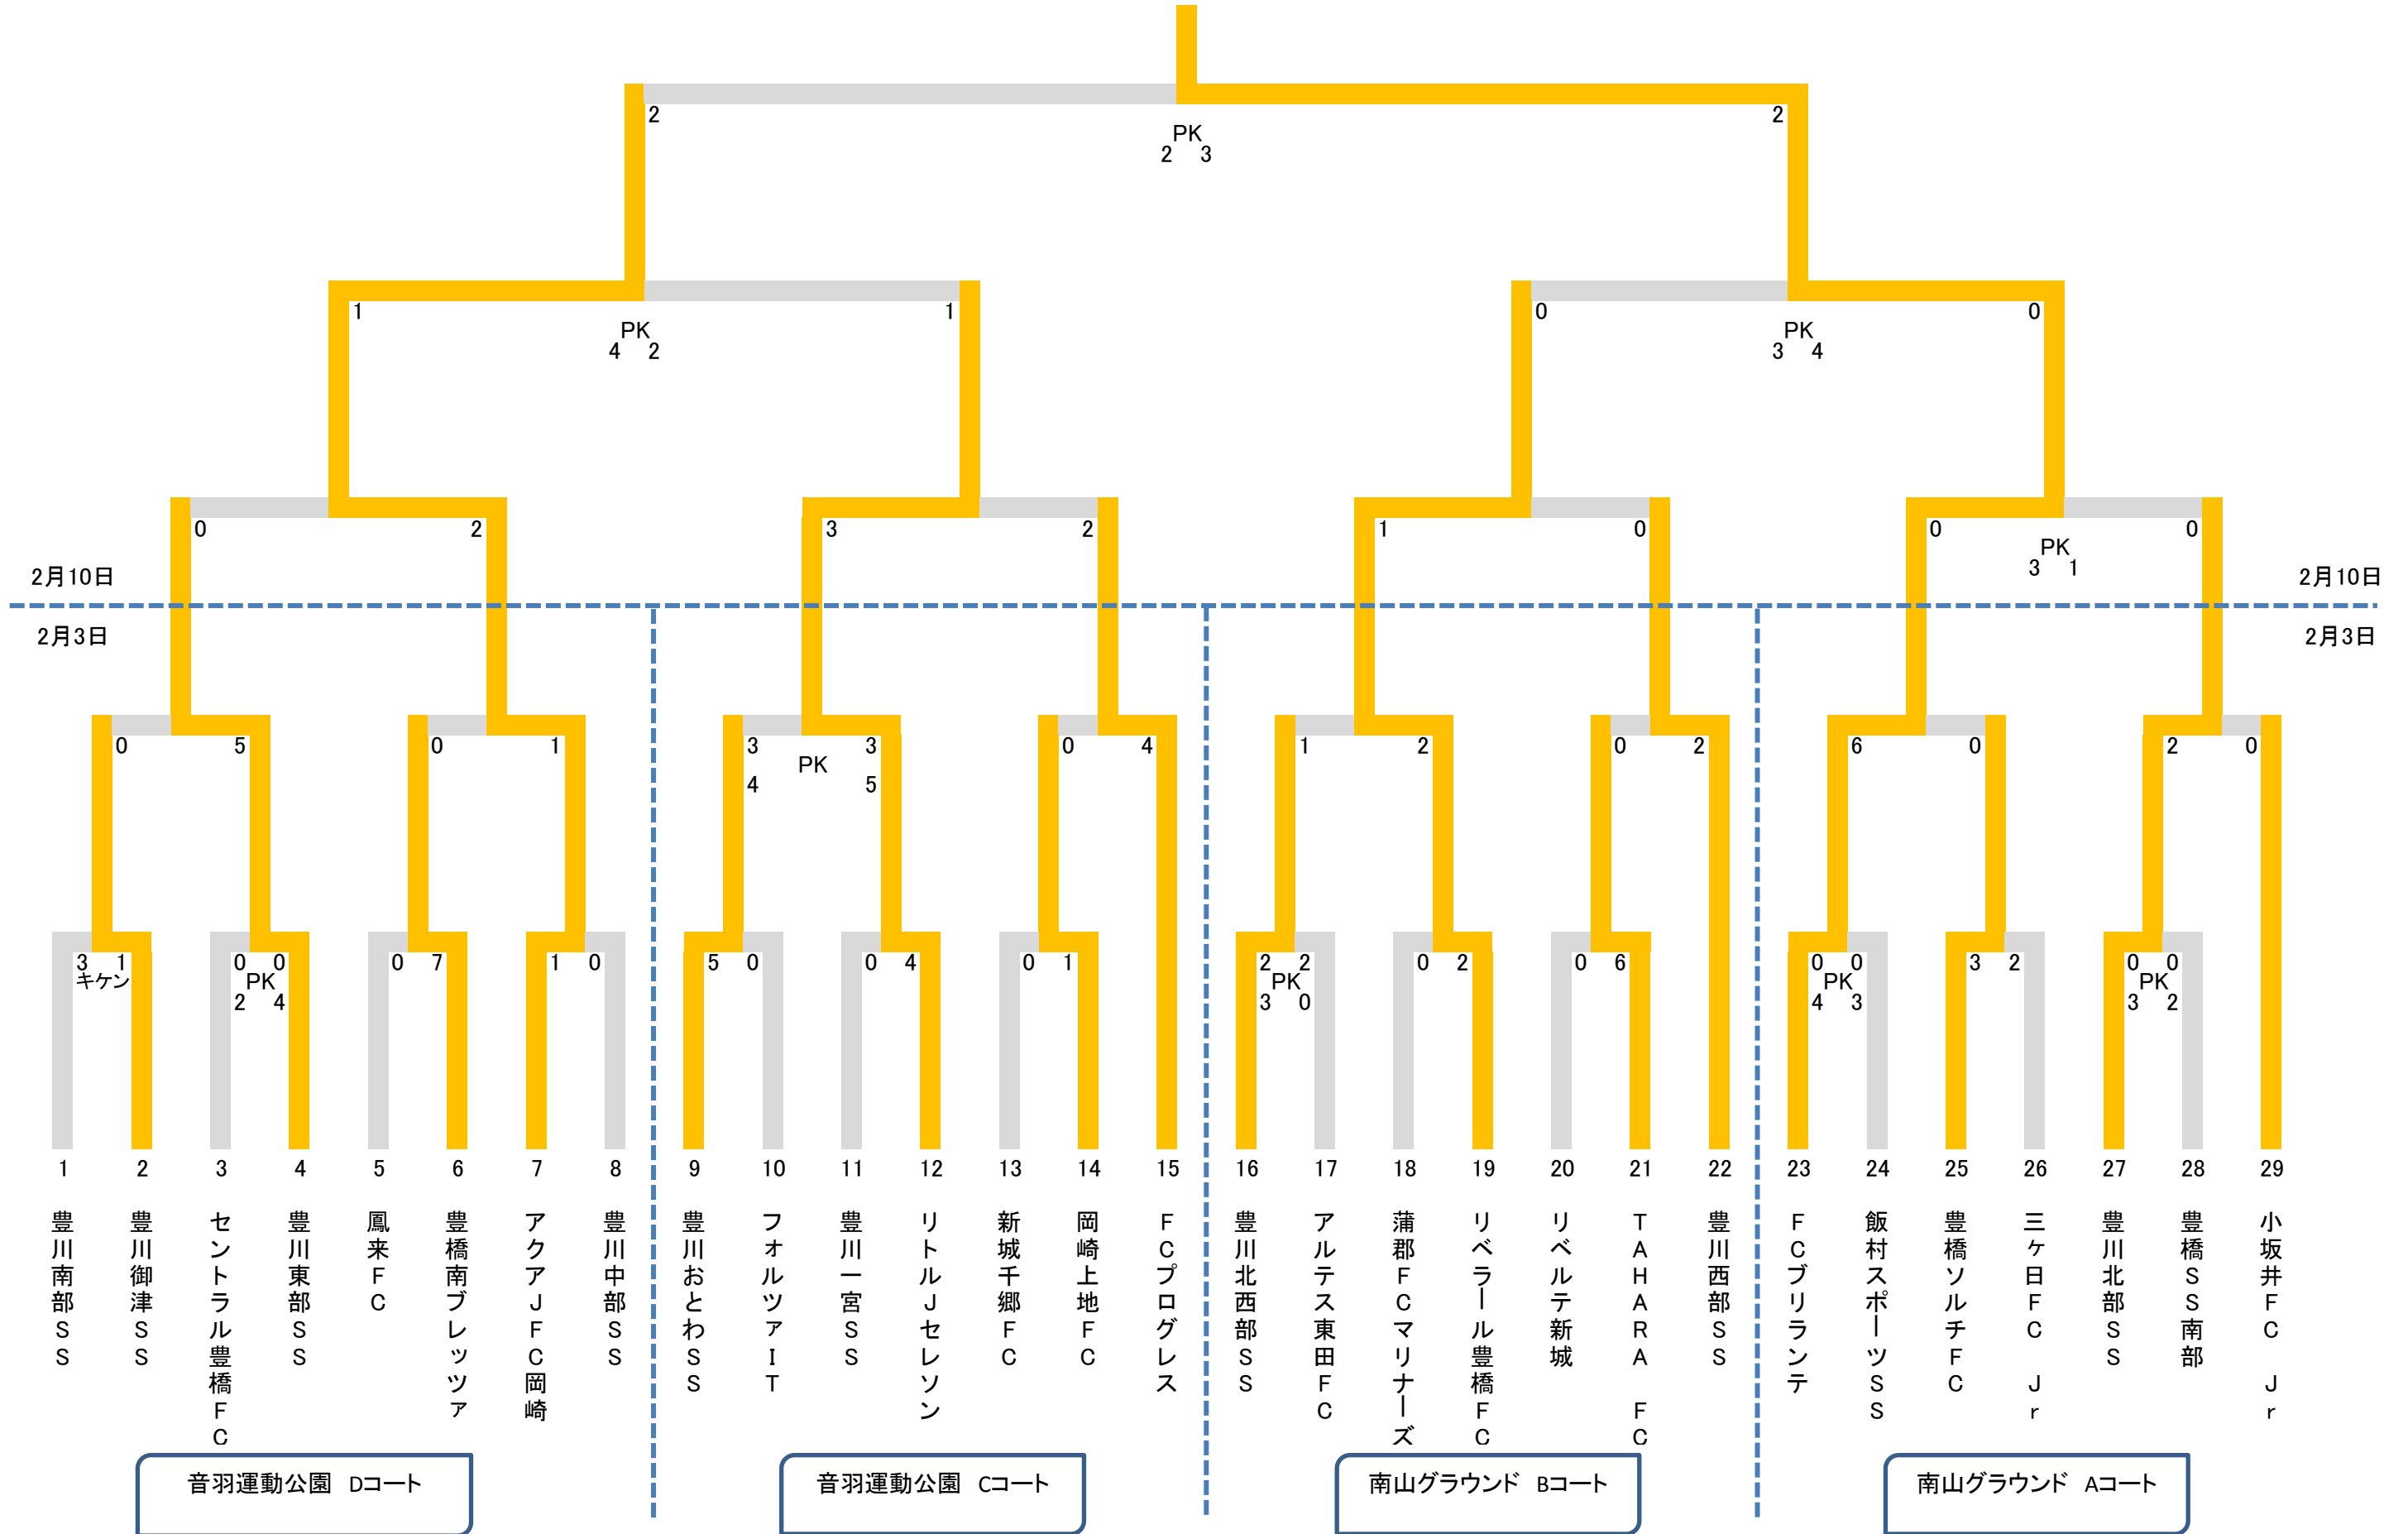 2 2
PK
2 3
1 1 0 0
PK PK
4 2 3 4
0 2 3 2 1 0 0 0
PK
3 1
2月10日 2月10日
2月3日 2月3日
0 5 0 1 3 3 0 4 1 2 0 2 6 0 2 0
PK
4 5
3 1 0 0 0 7 1 0 5 0 0 4 0 1 2 2 0 2 0 6 0 0 3 2 0 0
キケン PK PK PK PK
2 4 3 0 4 3 3 2
1 2 3 4 5 6 7 8 9 10 11 12 13 14 15 16 17 18 19 20 21 22 23 24 25 26 27 28 29
豊川南部SS
豊川御津SS
セントラル豊橋FC
豊川東部SS
鳳来FC
豊橋南ブレッツァ
アクアJFC岡崎
豊川中部SS
豊川おとわSS
フォルツァIT
豊川一宮SS
リトルJセレソン
新城千郷FC
岡崎上地FC
FCプログレス
豊川北西部SS
アルテス東田FC
蒲郡FCマリナーズ
リベラール豊橋FC
リベルテ新城
TAHARA FC
豊川西部SS
FCブリランテ
飯村スポーツSS
豊橋ソルチFC
三ヶ日FC Jr
豊川北部SS
豊橋SS南部
小坂井FC Jr
音羽運動公園 Dコート
音羽運動公園 Cコート
南山グラウンド Bコート
南山グラウンド Aコート